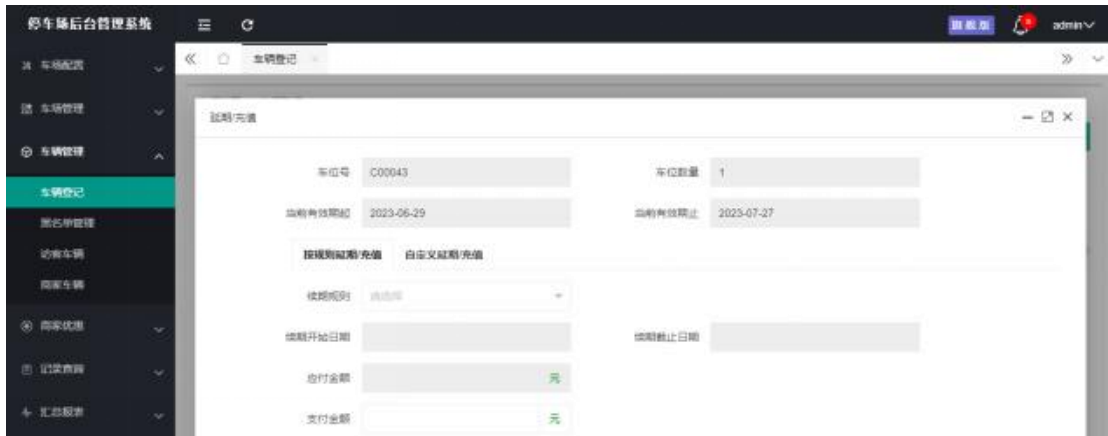 停车场后台管理系统
旗舰版
admin
车场配置
车辆登记
车场管理
延期/充值
车辆管理
车位号 C00043 车位数量 1
车辆登记
当前有效期起 2023-06-29 当前有效期止 2023-07-27
黑名单管理
按规则延期/充值 自定义延期/充值
访客车辆
商家车辆
续期规则 请选择
商家优惠
续期开始日期 续期截止日期
记录查询
应付金额 元
汇总报表
支付金额 元